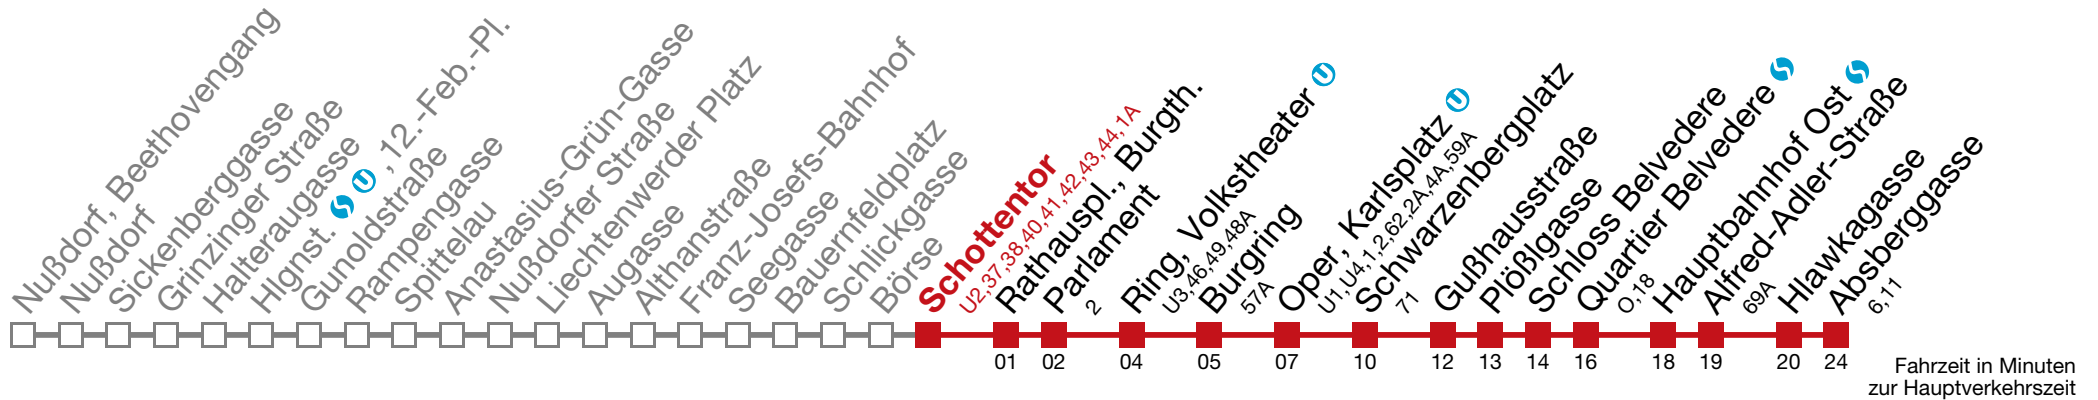 Nußdorf, Beethovengang
Nußdorf
Sickenberggasse
Grinzinger Straße
Halteraugasse
Hlgnst. S U , 12.-Feb.-Pl.
Gunoldstraße
Rampengasse
Spittelau
Anastasius-Grün-Gasse
Nußdorfer Straße
Liechtenwerder Platz
Augasse
Althanstraße
Franz-Josefs-Bahnhof
Seegasse
Bauernfeldplatz
Schlickgasse
Börse
Schottentor
U2,37,38,40,41,42,43,44,1A
Rathauspl., Burgth.
Parlament
2
Ring, Volkstheater U
U3,46,49,48A
Burgring
57A
Oper, Karlsplatz U
U1,U4,1,2,62,2A,4A,59A
Schwarzenbergplatz
71
Gußhausstraße
Plößlgasse
Schloss Belvedere
Quartier Belvedere S
O,18
Hauptbahnhof Ost S
Alfred-Adler-Straße
69A
Hlawkagasse
Absberggasse
6,11
01 02 04 05 07 10 12 13 14 16 18 19 20 24
Fahrzeit in Minuten
zur Hauptverkehrszeit